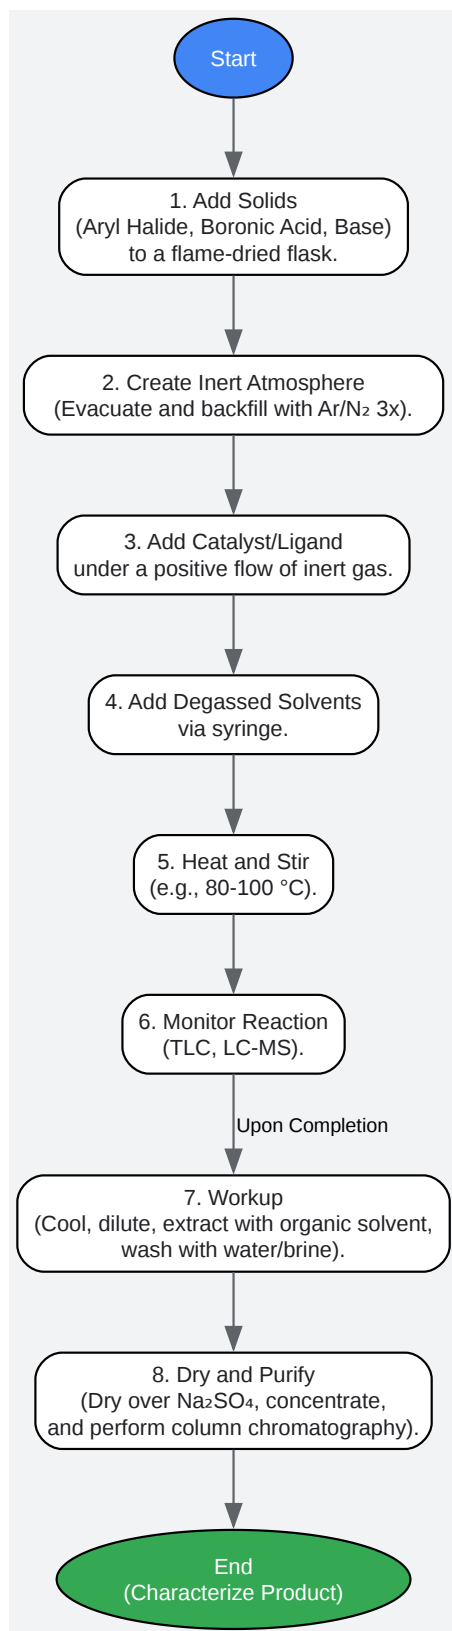 Start
1. Add Solids
(Aryl Halide, Boronic Acid, Base)
to a flame-dried flask.
2. Create Inert Atmosphere
(Evacuate and backfill with Ar/N₂ 3x).
3. Add Catalyst/Ligand
under a positive flow of inert gas.
4. Add Degassed Solvents
via syringe.
5. Heat and Stir
(e.g., 80-100 °C).
6. Monitor Reaction
(TLC, LC-MS).
Upon Completion
7. Workup
(Cool, dilute, extract with organic solvent,
wash with water/brine).
8. Dry and Purify
(Dry over Na₂SO₄, concentrate,
and perform column chromatography).
End
(Characterize Product)